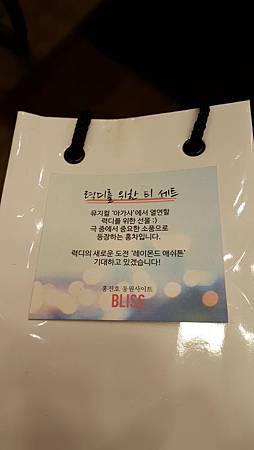 럭디를 위한 티 세트
뮤지컬 '아가사'에서 열연할
럭디를 위한 선물 :)
극 중에서 중요한 소품으로
등장하는 홍차입니다.
럭디의 새로운 도전 '레이몬드 애쉬튼'
기대하고 있겠습니다!
홍진호 응원사이트
BLISS